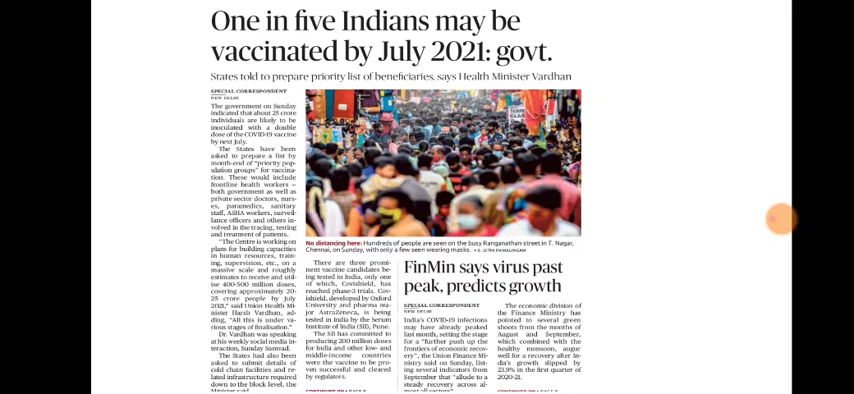 One in five Indians may be
vaccinated by July 2021: govt.
States told to prepare priority list of beneficiaries, says Health Minister Vardhan
SPECIAL CORRESPONDENT
NEW DELHI
The government on Sunday
indicated that about 25 crore
individuals are likely to be
inoculated with a double
dose of the COVID-19 vaccine
by next July.
The States have been
asked to prepare a list by
month-end of “priority pop-
ulation groups” for vaccina-
tion. These would include
frontline health workers –
both government as well as
private sector doctors, nurs-
es, paramedics, sanitary
staff, ASHA workers, surveil-
lance officers and others in-
volved in the tracing, testing
and treatment of patients.
“The Centre is working on
plans for building capacities
in human resources, train-
ing, supervision, etc., on a
massive scale and roughly
estimates to receive and util-
ise 400-500 million doses,
covering approximately 20-
25 crore people by July
2021,” said Union Health Mi-
nister Harsh Vardhan, ad-
ding, “All this is under va-
rious stages of finalisation.”
Dr. Vardhan was speaking
at his weekly social media in-
teraction, Sunday Samvad.
The States had also been
asked to submit details of
cold chain facilities and re-
lated infrastructure required
down to the block level, the
Minister said.
No distancing here: Hundreds of people are seen on the busy Ranganathan street in T. Nagar,
Chennai, on Sunday, with only a few seen wearing masks. • S. JOTHI RAMALINGAM
There are three promi-
nent vaccine candidates be-
ing tested in India, only one
of which, Covishield, has
reached phase-3 trials. Cov-
ishield, developed by Oxford
University and pharma ma-
jor AstraZeneca, is being
tested in India by the Serum
Institute of India (SII), Pune.
The SII has committed to
producing 200 million doses
for India and other low- and
middle-income countries
were the vaccine to be pro-
ven successful and cleared
by regulators.
CONTINUED ON
FinMin says virus past
peak, predicts growth
SPECIAL CORRESPONDENT
NEW DELHI
India's COVID-19 infections
may have already peaked
last month, setting the stage
for a “further push up the
frontiers of economic recov-
ery”, the Union Finance Mi-
nistry said on Sunday, list-
ing several indicators from
September that “allude to a
steady recovery across al-
most all sectors”.
The economic division of
the Finance Ministry has
pointed to several green
shoots from the months of
August and September,
which combined with the
healthy monsoon, augur
well for a recovery after In-
dia's growth slipped by
23.9% in the first quarter of
2020-21.
CONTINUED ON